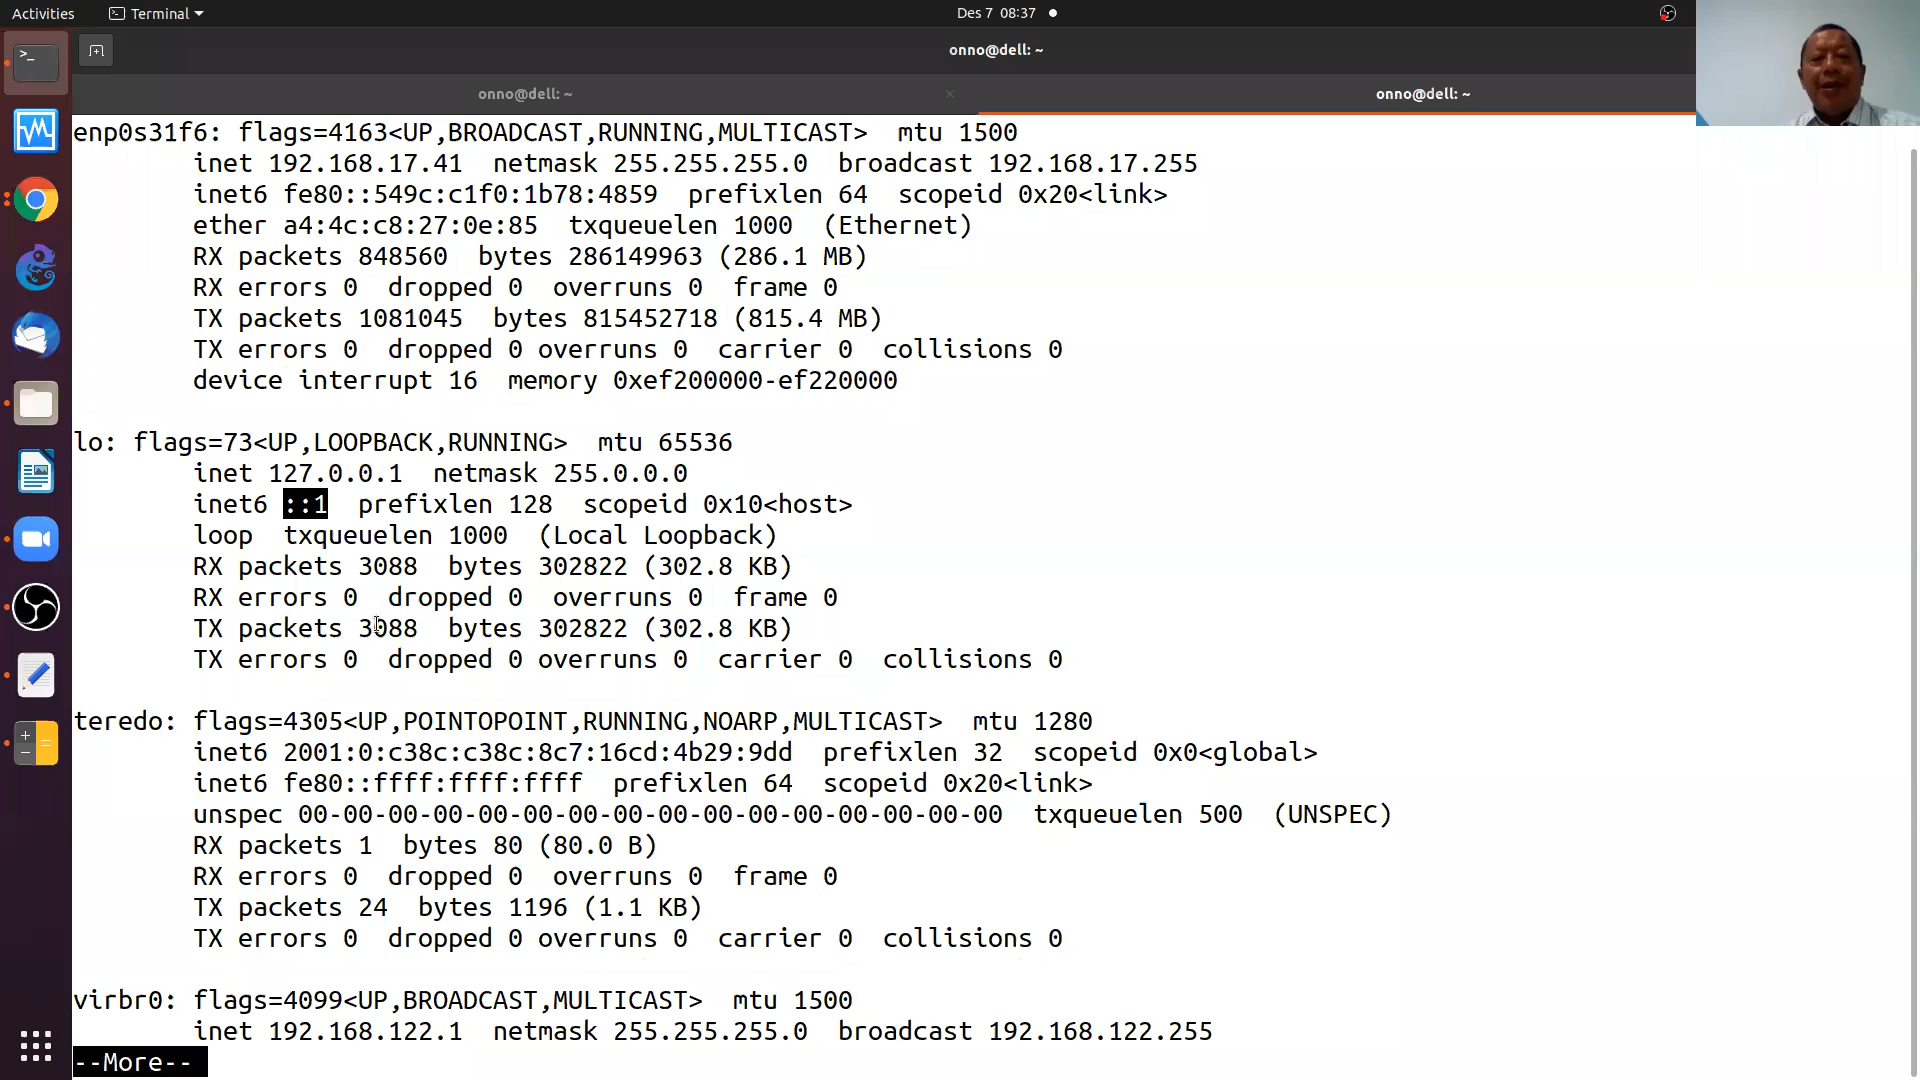 Activities
Terminal
Des 7 08:37
onno@dell: ~
onno@dell: ~
onno@dell: ~
enp0s31f6: flags=4163<UP,BROADCAST,RUNNING,MULTICAST> mtu 1500
inet 192.168.17.41 netmask 255.255.255.0 broadcast 192.168.17.255
inet6 fe80::549c:c1f0:1b78:4859 prefixlen 64 scopeid 0x20<link>
ether a4:4c:c8:27:0e:85 txqueuelen 1000 (Ethernet)
RX packets 848560 bytes 286149963 (286.1 MB)
RX errors 0 dropped 0 overruns 0 frame 0
TX packets 1081045 bytes 815452718 (815.4 MB)
TX errors 0 dropped 0 overruns 0 carrier 0 collisions 0
device interrupt 16 memory 0xef200000-ef220000
lo: flags=73<UP,LOOPBACK,RUNNING> mtu 65536
inet 127.0.0.1 netmask 255.0.0.0
inet6 ::1 prefixlen 128 scopeid 0x10<host>
loop txqueuelen 1000 (Local Loopback)
RX packets 3088 bytes 302822 (302.8 KB)
RX errors 0 dropped 0 overruns 0 frame 0
TX packets 3088 bytes 302822 (302.8 KB)
TX errors 0 dropped 0 overruns 0 carrier 0 collisions 0
teredo: flags=4305<UP,POINTOPOINT,RUNNING,NOARP,MULTICAST> mtu 1280
inet6 2001:0:c38c:c38c:8c7:16cd:4b29:9dd prefixlen 32 scopeid 0x0<global>
inet6 fe80::ffff:ffff:ffff prefixlen 64 scopeid 0x20<link>
unspec 00-00-00-00-00-00-00-00-00-00-00-00-00-00-00-00 txqueuelen 500 (UNSPEC)
RX packets 1 bytes 80 (80.0 B)
RX errors 0 dropped 0 overruns 0 frame 0
TX packets 24 bytes 1196 (1.1 KB)
TX errors 0 dropped 0 overruns 0 carrier 0 collisions 0
virbr0: flags=4099<UP,BROADCAST,MULTICAST> mtu 1500
inet 192.168.122.1 netmask 255.255.255.0 broadcast 192.168.122.255
--More--